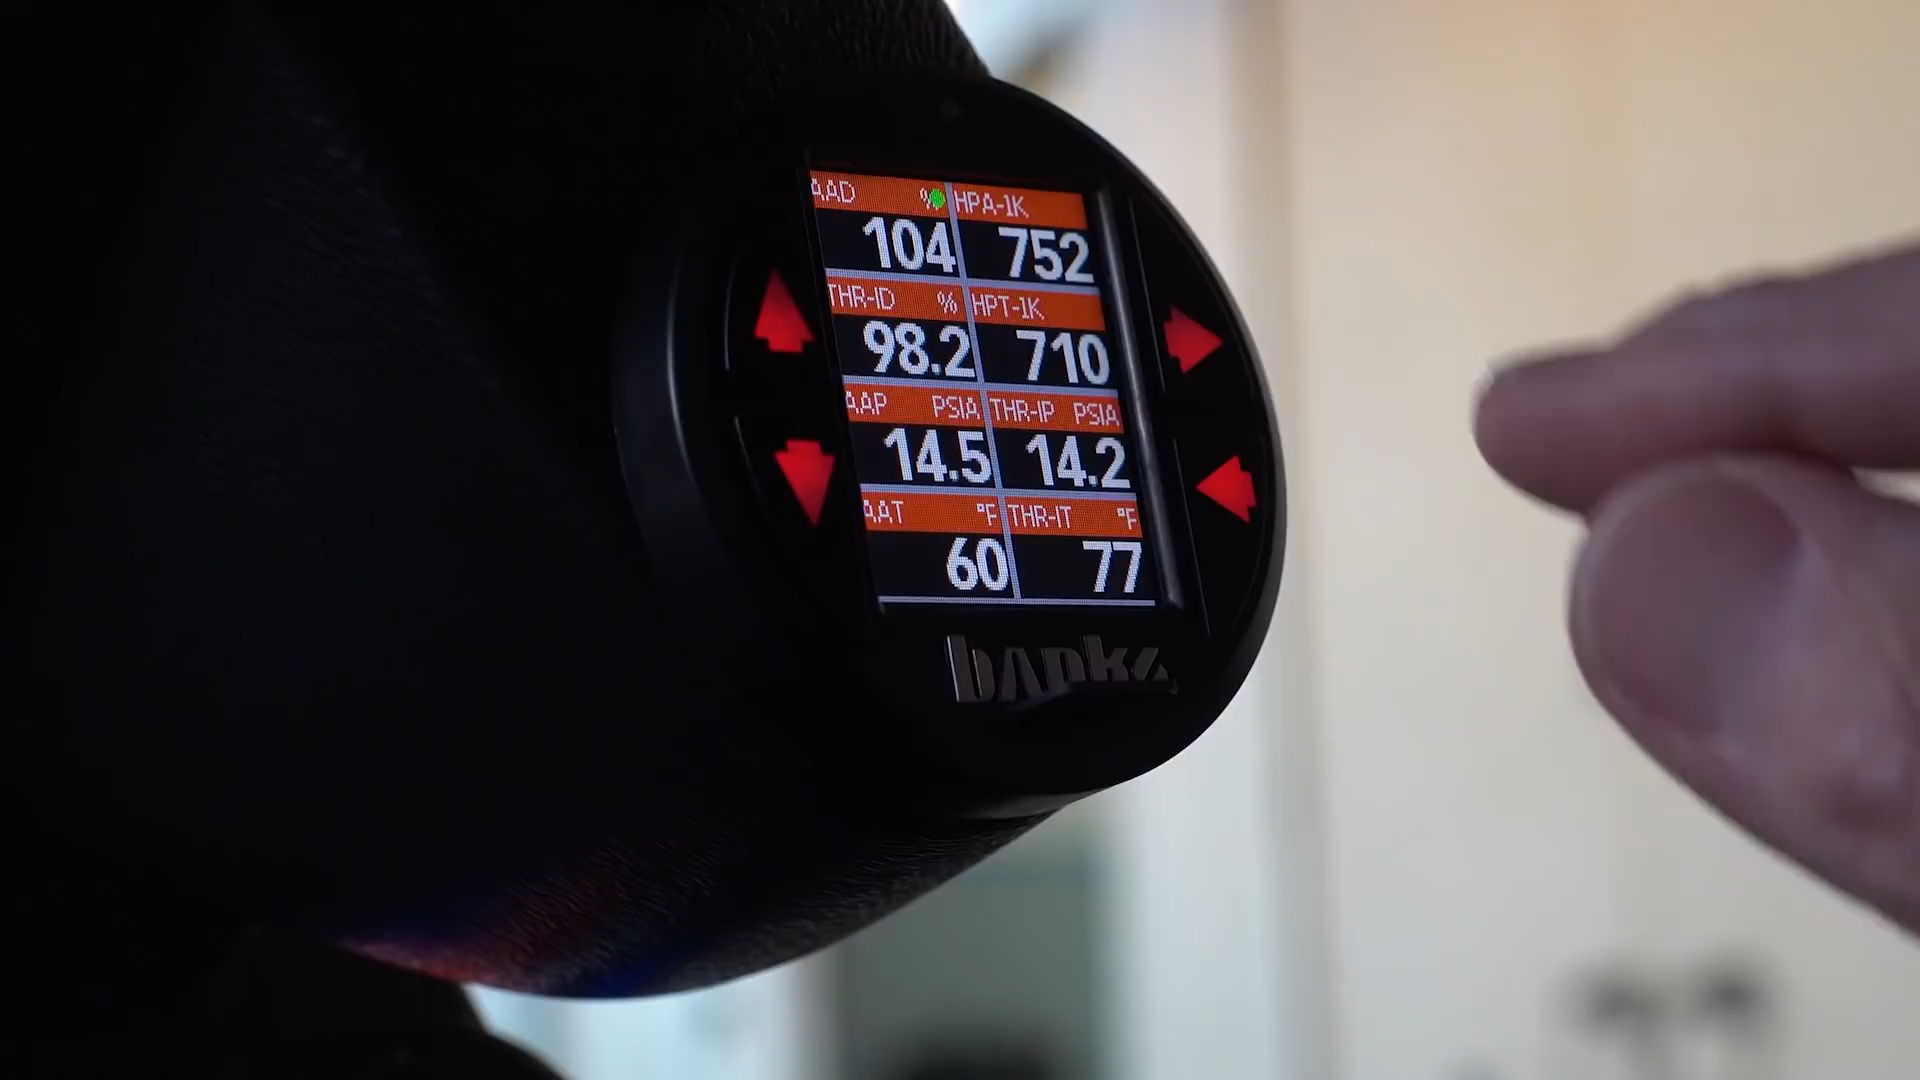 AAD % HPA-1K
104 752
THR-ID % HPT-1K
98.2 710
AAP PSIA THR-IP PSIA
14.5 14.2
AAT °F THR-IT °F
60 77
banks